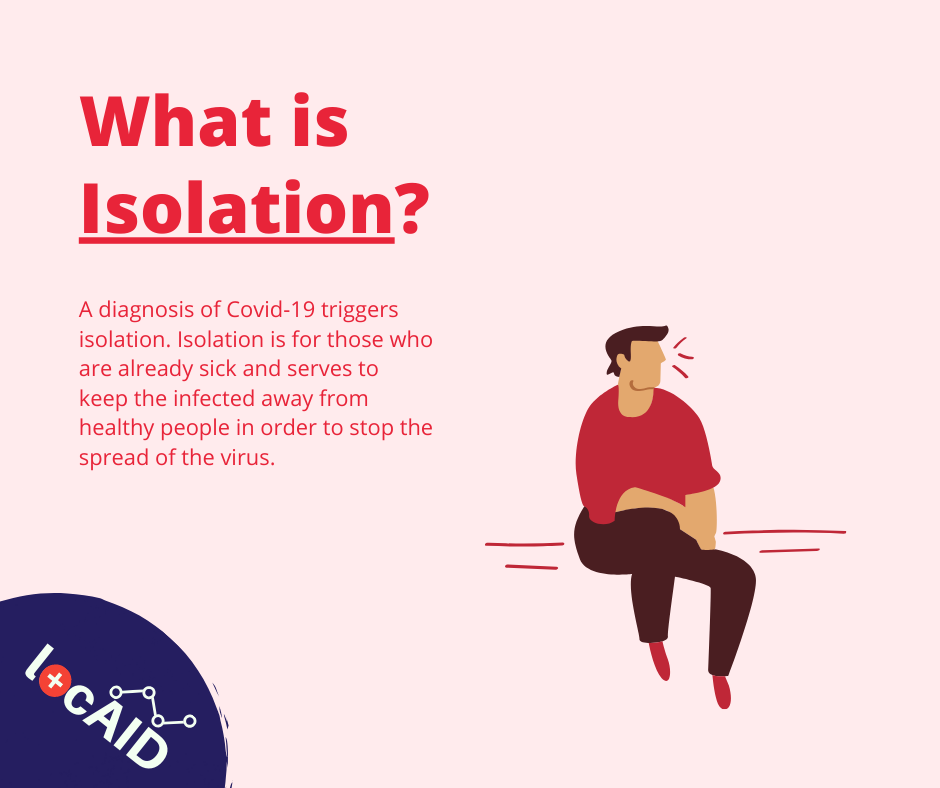 What is
Isolation?
A diagnosis of Covid-19 triggers
isolation. Isolation is for those who
are already sick and serves to
keep the infected away from
healthy people in order to stop the
spread of the virus.
locAID